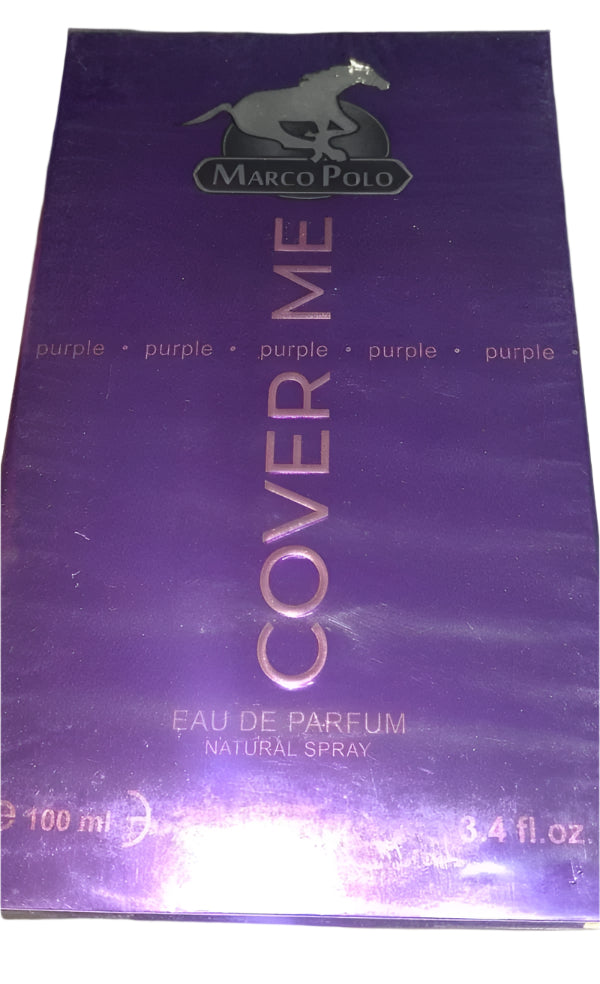 MARCO POLO
COVER ME
purple • purple • purple • purple • purple •
EAU DE PARFUM
NATURAL SPRAY
e 100 ml 3.4 fl.oz.